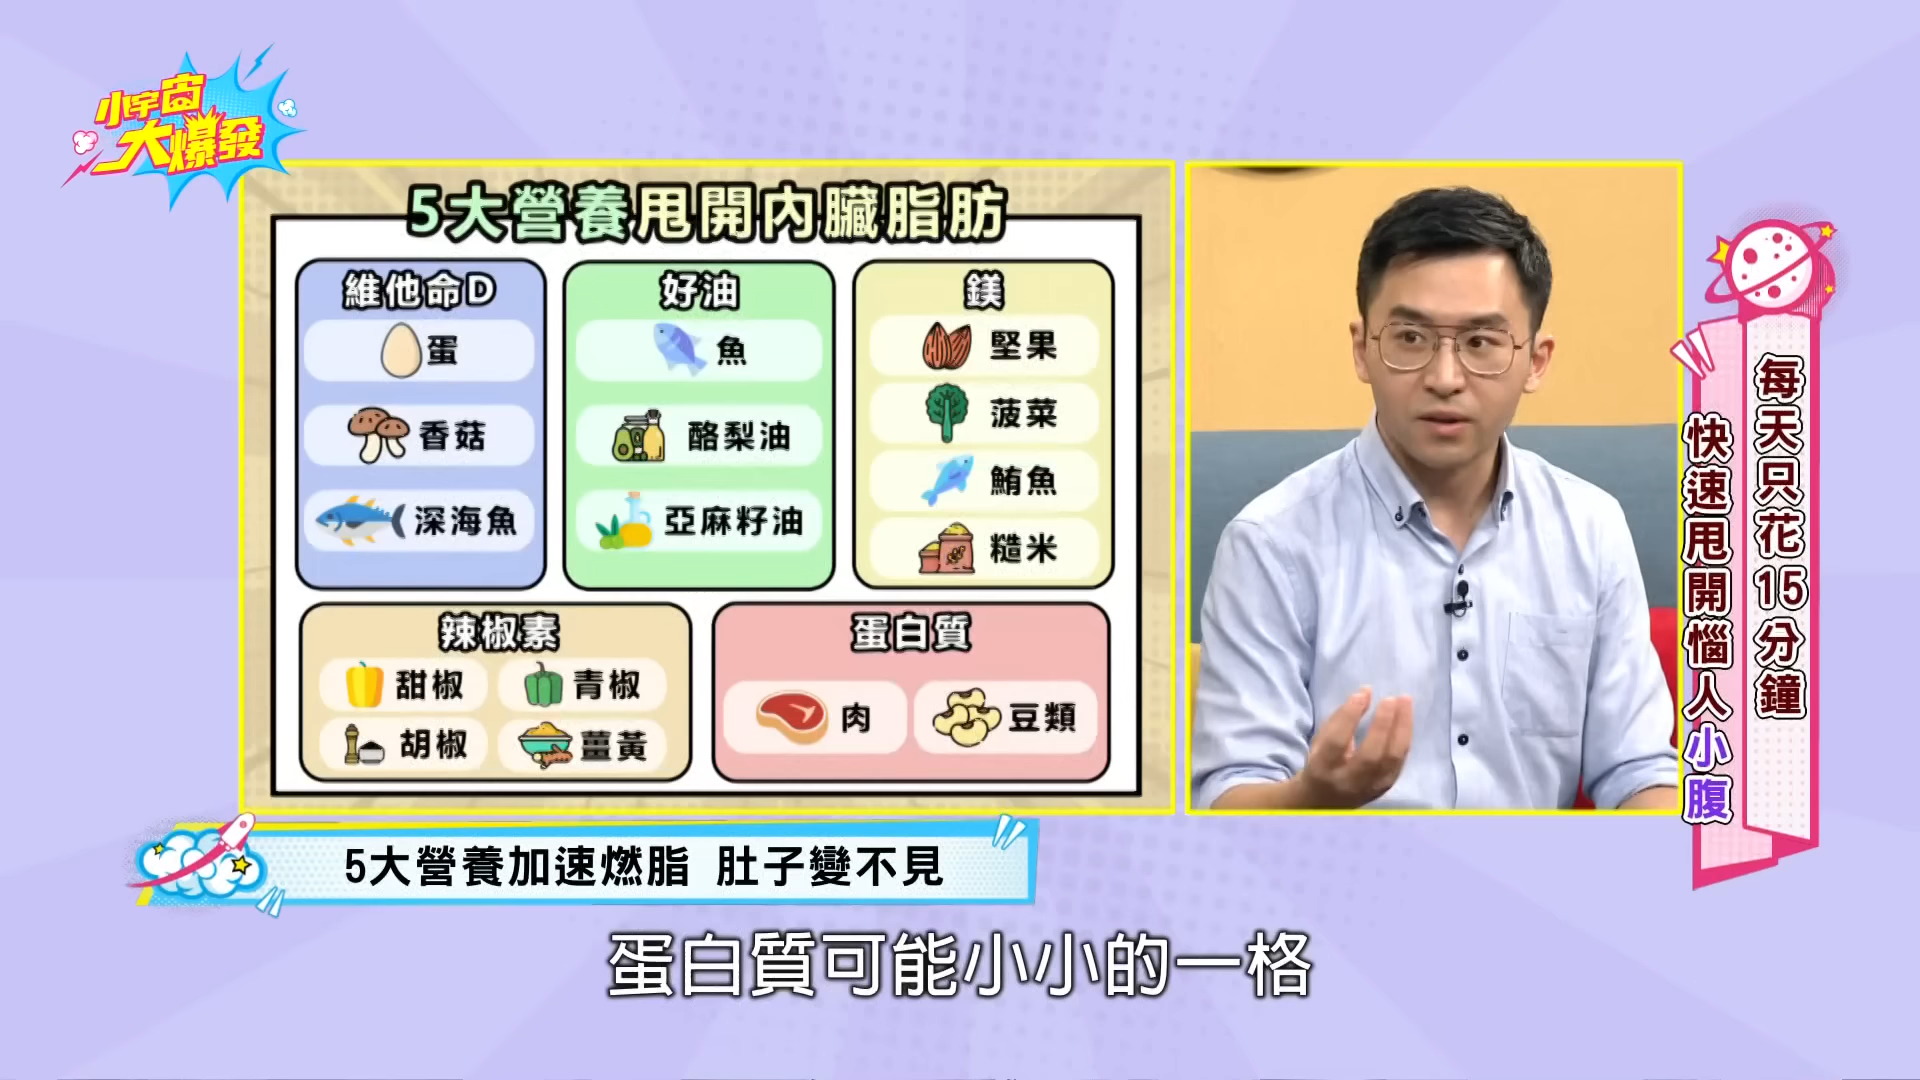 小宇宙
大爆發
5大營養甩開內臟脂肪
維他命D
蛋
香菇
深海魚
好油
魚
酪梨油
亞麻籽油
鎂
堅果
菠菜
鮪魚
糙米
辣椒素
甜椒
青椒
胡椒
薑黃
蛋白質
肉
豆類
每天只花15分鐘
快速甩開惱人小腹
5大營養加速燃脂 肚子變不見
蛋白質可能小小的一格